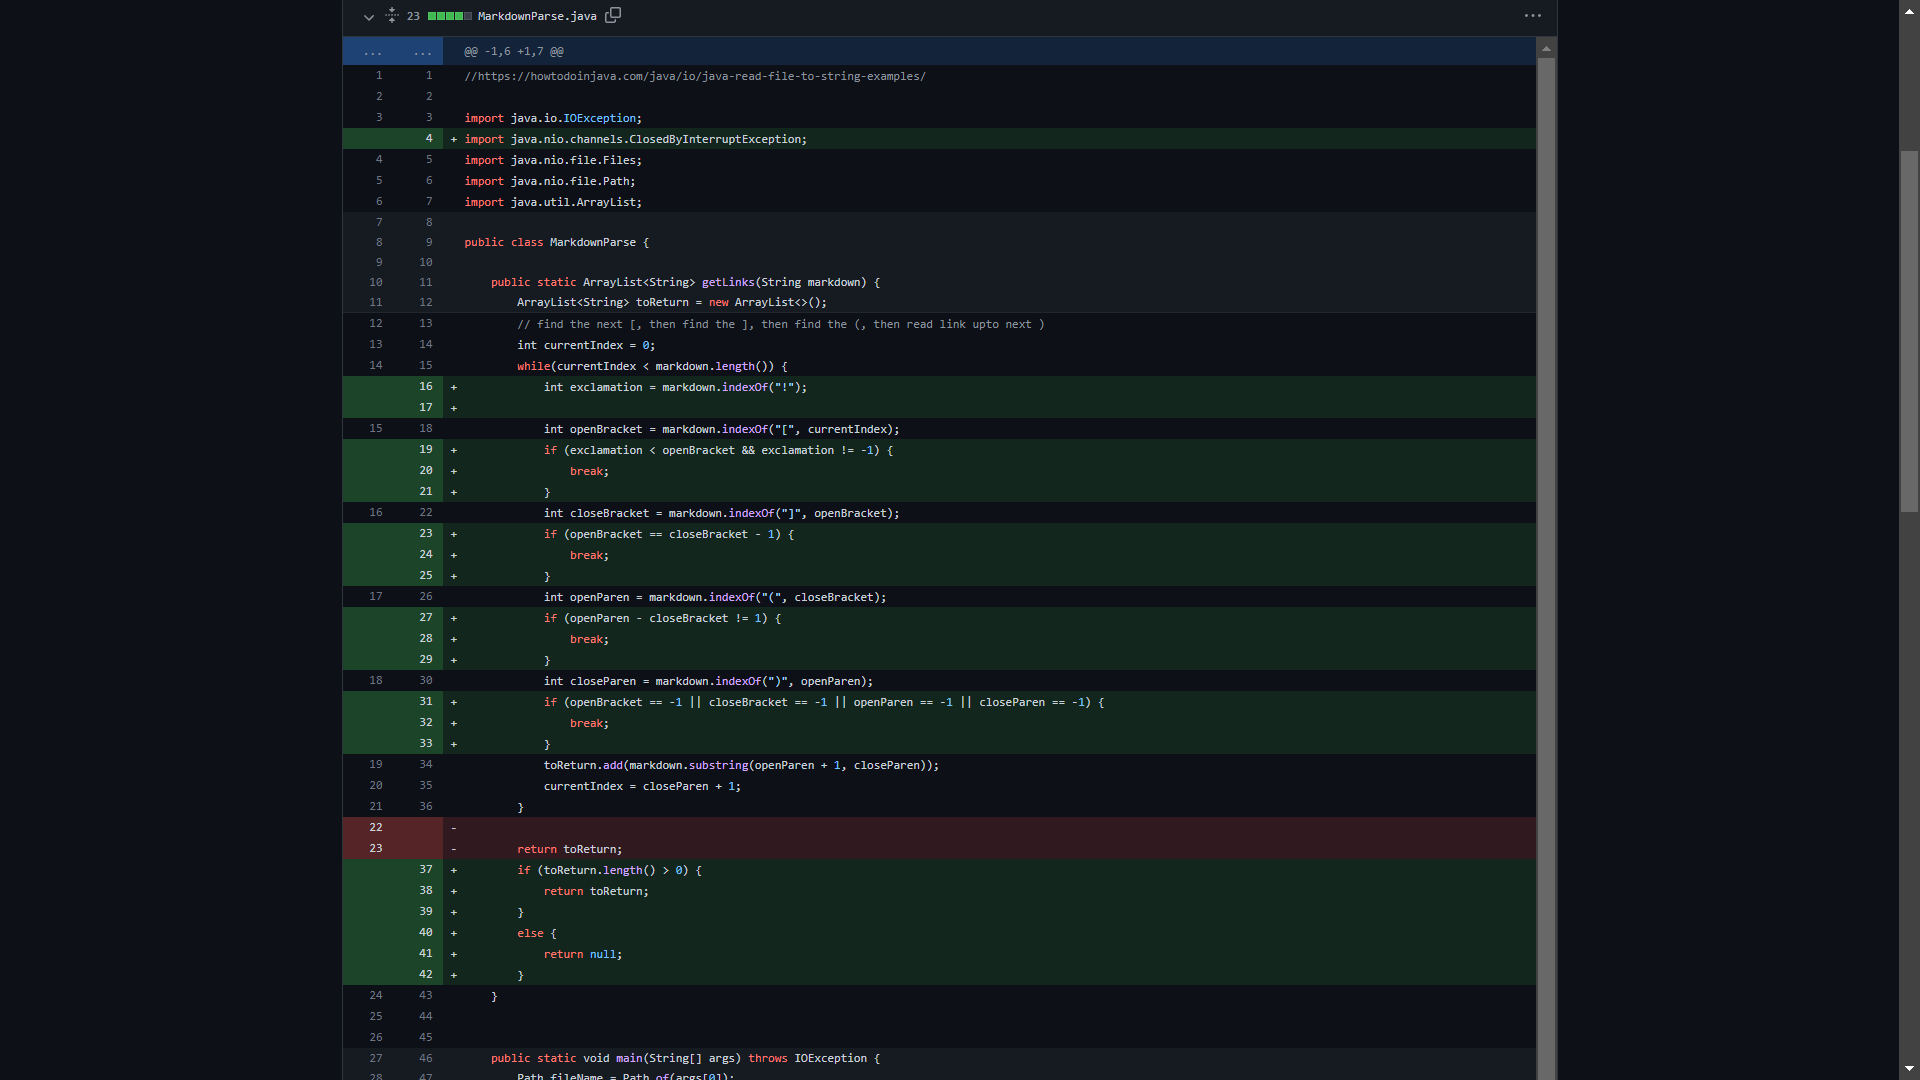 23 MarkdownParse.java
... ... @@ -1,6 +1,7 @@
1 1 //https://howtodoinjava.com/java/io/java-read-file-to-string-examples/
2 2
3 3 import java.io.IOException;
4 + import java.nio.channels.ClosedByInterruptException;
4 5 import java.nio.file.Files;
5 6 import java.nio.file.Path;
6 7 import java.util.ArrayList;
7 8
8 9 public class MarkdownParse {
9 10
10 11 public static ArrayList<String> getLinks(String markdown) {
11 12 ArrayList<String> toReturn = new ArrayList<>();
12 13 // find the next [, then find the ], then find the (, then read link upto next )
13 14 int currentIndex = 0;
14 15 while(currentIndex < markdown.length()) {
16 + int exclamation = markdown.indexOf("!");
17 +
15 18 int openBracket = markdown.indexOf("[", currentIndex);
19 + if (exclamation < openBracket && exclamation != -1) {
20 + break;
21 + }
16 22 int closeBracket = markdown.indexOf("]", openBracket);
23 + if (openBracket == closeBracket - 1) {
24 + break;
25 + }
17 26 int openParen = markdown.indexOf("(", closeBracket);
27 + if (openParen - closeBracket != 1) {
28 + break;
29 + }
18 30 int closeParen = markdown.indexOf(")", openParen);
31 + if (openBracket == -1 || closeBracket == -1 || openParen == -1 || closeParen == -1) {
32 + break;
33 + }
19 34 toReturn.add(markdown.substring(openParen + 1, closeParen));
20 35 currentIndex = closeParen + 1;
21 36 }
22 -
23 - return toReturn;
37 + if (toReturn.length() > 0) {
38 + return toReturn;
39 + }
40 + else {
41 + return null;
42 + }
24 43 }
25 44
26 45
27 46 public static void main(String[] args) throws IOException {
28 47 Path fileName = Path.of(args[0]);